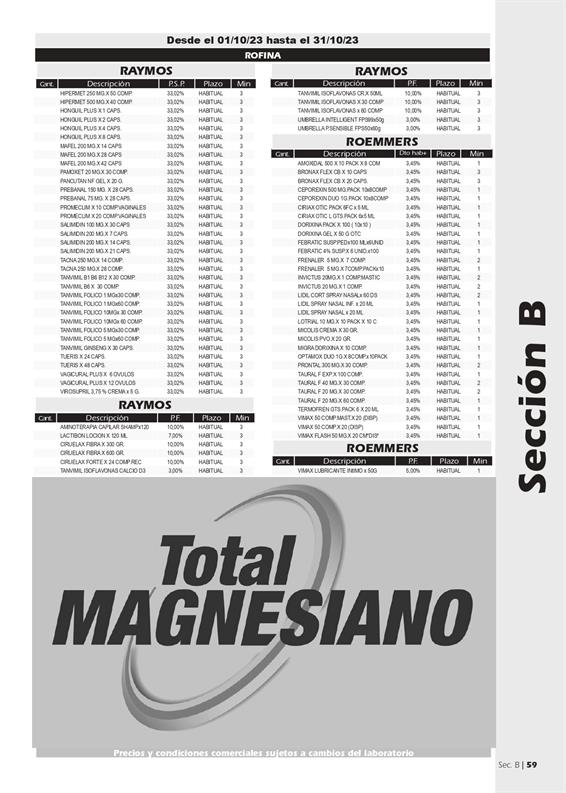 Desde el 01/10/23 hasta el 31/10/23
ROFINA
RAYMOS
Cant. Descripción P.S.P Plazo Min
HIPERMET 250 MG.X 60 COMP 33,02% HABITUAL 3
HIPERMET 500 MG.X 40 COMP. 33,02% HABITUAL 3
HONGUIL PLUS X 1 CAPS. 33,02% HABITUAL 3
HONGUIL PLUS X 2 CAPS. 33,02% HABITUAL 3
HONGUIL PLUS X 4 CAPS. 33,02% HABITUAL 3
HONGUIL PLUS X 8 CAPS. 33,02% HABITUAL 3
MAFEL 200 MG.X 14 CAPS 33,02% HABITUAL 3
MAFEL 200 MG.X 28 CAPS 33,02% HABITUAL 3
MAFEL 200 MG.X 42 CAPS 33,02% HABITUAL 3
PAMOXET 20 MG.X 30 COMP. 33,02% HABITUAL 3
PANCUTAN NF GEL X 20 G. 33,02% HABITUAL 3
PREBANAL 150 MG. X 28 CAPS. 33,02% HABITUAL 3
PREBANAL 75 MG. X 28 CAPS. 33,02% HABITUAL 3
PROMECLIM X 10 COMP.VAGINALES 33,02% HABITUAL 3
PROMECLIM X 20 COMP.VAGINALES 33,02% HABITUAL 3
SALIMIDIN 100 MG.X 30 CAPS 33,02% HABITUAL 3
SALIMIDIN 200 MG.X 7 CAPS 33,02% HABITUAL 3
SALIMIDIN 200 MG.X 14 CAPS 33,02% HABITUAL 3
SALIMIDIN 200 MG.X 21 CAPS. 33,02% HABITUAL 3
TACNA 250 MG.X 14 COMP. 33,02% HABITUAL 3
TACNA 250 MG.X 28 COMP. 33,02% HABITUAL 3
TANVIMIL B1 B6 B12 X 30 COMP. 33,02% HABITUAL 3
TANVIMIL B6 X 30 COMP. 33,02% HABITUAL 3
TANVIMIL FOLICO 1 MGx30 COMP. 33,02% HABITUAL 3
TANVIMIL FOLICO 1 MGx60 COMP. 33,02% HABITUAL 3
TANVIMIL FOLICO 10MGx 30 COMP. 33,02% HABITUAL 3
TANVIMIL FOLICO 10MGx 60 COMP. 33,02% HABITUAL 3
TANVIMIL FOLICO 5 MGx30 COMP. 33,02% HABITUAL 3
TANVIMIL FOLICO 5 MGx60 COMP. 33,02% HABITUAL 3
TANVIMIL GINSENG X 30 CAPS. 33,02% HABITUAL 3
TUERIS X 24 CAPS. 33,02% HABITUAL 3
TUERIS X 48 CAPS. 33,02% HABITUAL 3
VAGICURAL PLUS X 6 OVULOS 33,02% HABITUAL 3
VAGICURAL PLUS X 12 OVULOS 33,02% HABITUAL 3
VIROSUPRIL 3,75 % CREMA x 5 G. 33,02% HABITUAL 3
RAYMOS
Cant. Descripción P.F. Plazo Min
AMINOTERAPIA CAPILAR SHAMPx120 10,00% HABITUAL 3
LACTIBON LOCION X 120 ML 7,00% HABITUAL 3
CIRUELAX FIBRA X 300 GR. 10,00% HABITUAL 3
CIRUELAX FIBRA X 600 GR. 10,00% HABITUAL 3
CIRUELAX FORTE X 24 COMP.REC 10,00% HABITUAL 3
TANVIMIL ISOFLAVONAS CALCIO D3 3,00% HABITUAL 3
RAYMOS
Cant. Descripción P.F. Plazo Min
TANVIMIL ISOFLAVONAS CR.X 50ML 10,00% HABITUAL 3
TANVIMIL ISOFLAVONAS X 30 COMP 10,00% HABITUAL 3
TANVIMIL ISOFLAVONAS x 60 COMP 10,00% HABITUAL 3
UMBRELLA INTELLIGENT FPS99x50g 3,00% HABITUAL 3
UMBRELLA P.SENSIBLE FPS50x60g 3,00% HABITUAL 3
ROEMMERS
Cant. Descripción Dto hab+ Plazo Min
AMOXIDAL 500 X 10 PACK X 8 COM 3,45% HABITUAL 1
BRONAX FLEX CB X 10 CAPS 3,45% HABITUAL 3
BRONAX FLEX CB X 20 CAPS. 3,45% HABITUAL 3
CEPOREXIN 500 MG.PACK 10x8COMP 3,45% HABITUAL 1
CEPOREXIN DUO 1G.PACK 10x8COMP 3,45% HABITUAL 1
CIRIAX OTIC PACK 6FC x 5 ML 3,45% HABITUAL 1
CIRIAX OTIC L GTS.PACK 6x5 ML 3,45% HABITUAL 1
DORIXINA PACK X 100 ( 10x10 ) 3,45% HABITUAL 1
DORIXINA GEL X 50 G OTC 3,45% HABITUAL 1
FEBRATIC SUSP.PEDx100 MLx6UNID 3,45% HABITUAL 1
FEBRATIC 4% SUSP.X 6 UNID.x100 3,45% HABITUAL 1
FRENALER 5 MG.X 7 COMP. 3,45% HABITUAL 2
FRENALER 5 MG.X 7COMP.PACKx10 3,45% HABITUAL 1
INVICTUS 20MG.X 1 COMP.MASTIC 3,45% HABITUAL 2
INVICTUS 20 MG.X 1 COMP. 3,45% HABITUAL 2
LIDIL CORT SPRAY NASALx 60 DS 3,45% HABITUAL 2
LIDIL SPRAY NASAL INF. x 20 ML 3,45% HABITUAL 1
LIDIL SPRAY NASAL x 20 ML 3,45% HABITUAL 1
LOTRIAL 10 MG.X 10 PACK X 10 C 3,45% HABITUAL 1
MICOLIS CREMA X 30 GR. 3,45% HABITUAL 1
MICOLIS PVO.X 20 GR. 3,45% HABITUAL 1
MIGRA DORIXINA X 10 COMP. 3,45% HABITUAL 1
OPTAMOX DUO 1G.X 8COMPx10PACK 3,45% HABITUAL 1
PRONTAL 300 MG.X 30 COMP. 3,45% HABITUAL 2
TAURAL F EXP.X 100 COMP. 3,45% HABITUAL 1
TAURAL F 40 MG.X 30 COMP. 3,45% HABITUAL 2
TAURAL F 20 MG.X 30 COMP. 3,45% HABITUAL 2
TAURAL F 20 MG.X 60 COMP. 3,45% HABITUAL 1
TERMOFREN GTS.PACK 6 X 20 ML 3,45% HABITUAL 1
VIMAX 50 COMP.MAST.X 20 (DISP) 3,45% HABITUAL 1
VIMAX 50 COMP.X 20 (DISP) 3,45% HABITUAL 1
VIMAX FLASH 50 MG.X 20 CM*DIS* 3,45% HABITUAL 1
ROEMMERS
Cant. Descripción P.F. Plazo Min
VIMAX LUBRICANTE INTIMO x 50G 5,00% HABITUAL 1
Total
MAGNESIANO
Precios y condiciones comerciales sujetos a cambios del laboratorio
Sección B
Sec. B | 59